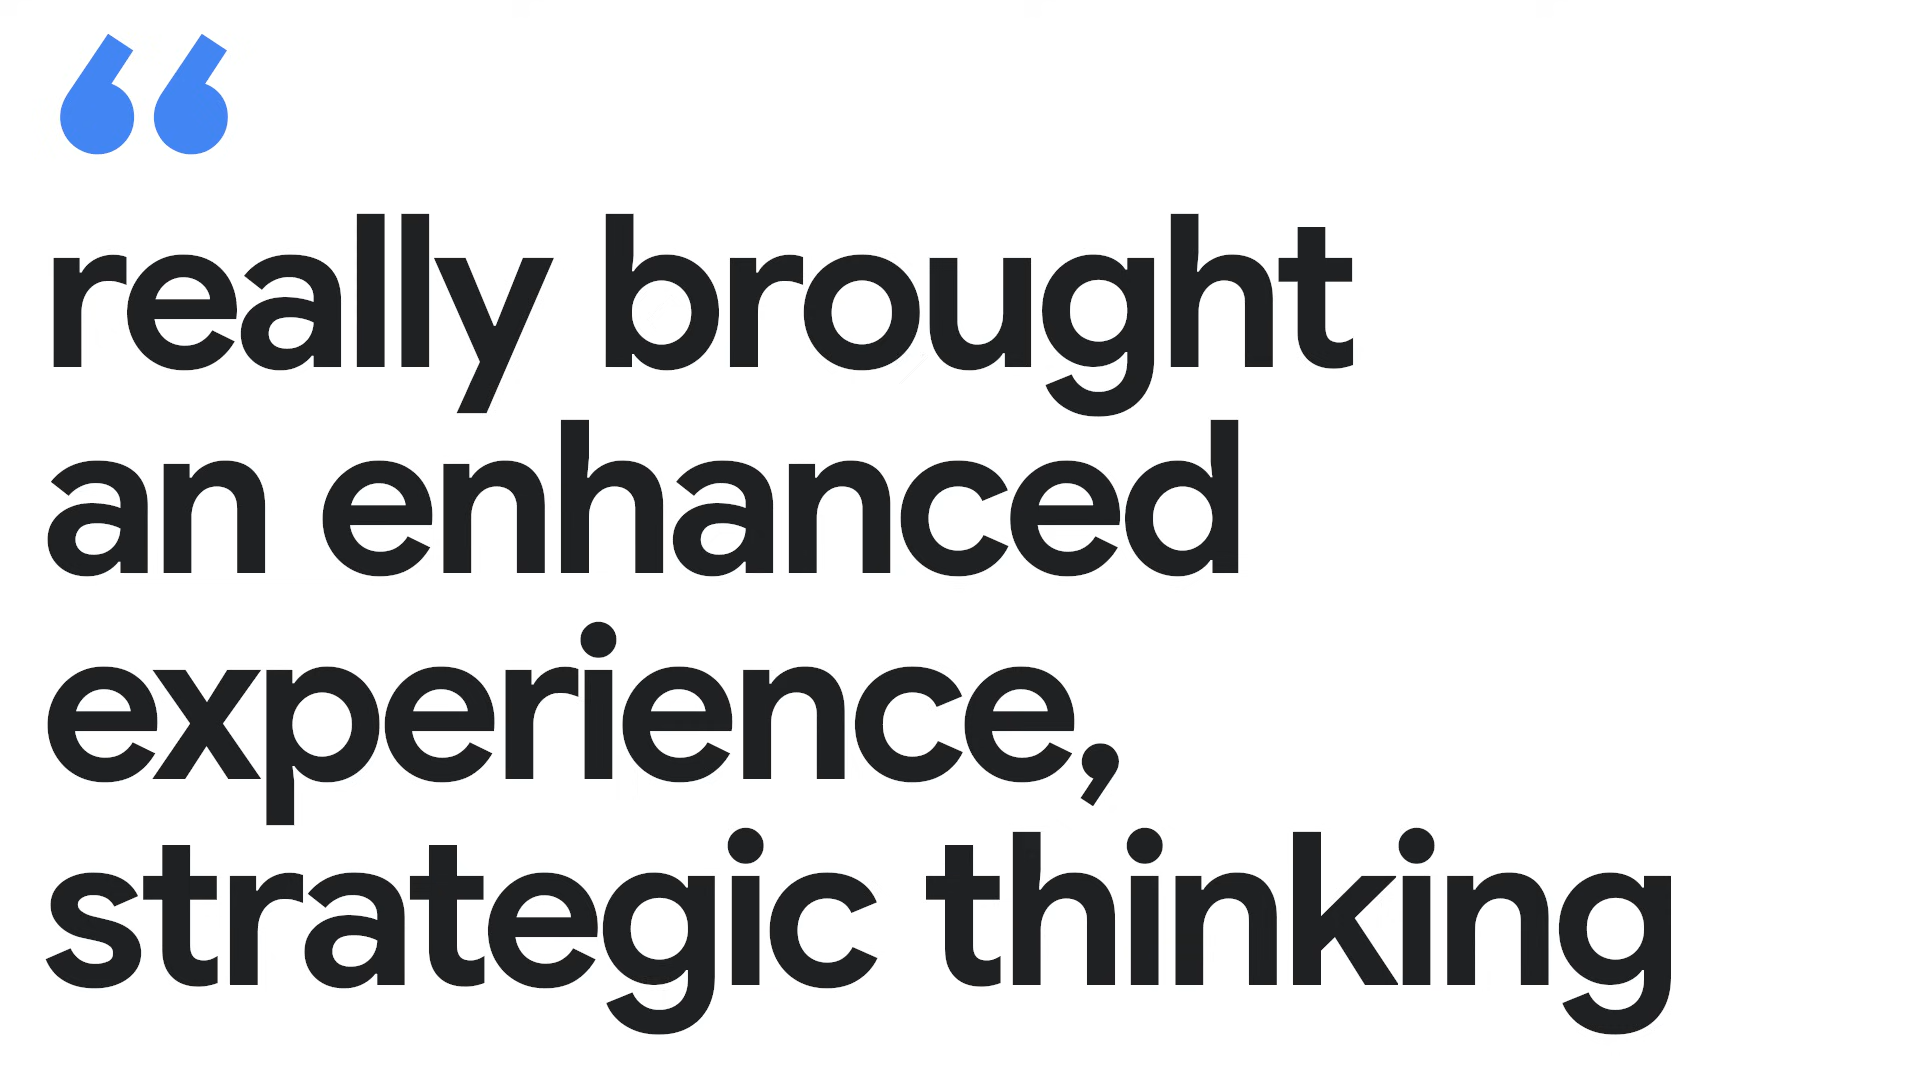 “
really brought
an enhanced
experience,
strategic thinking